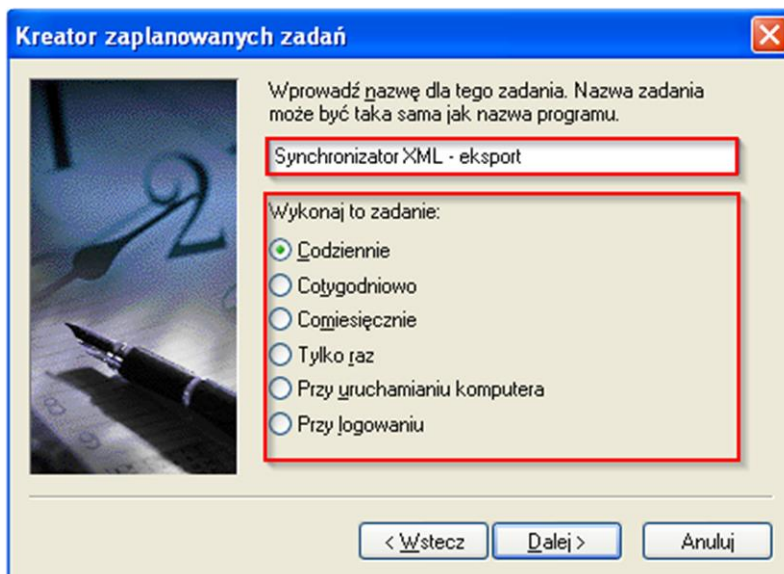 Kreator zaplanowanych zadań
Wprowadź nazwę dla tego zadania. Nazwa zadania
może być taka sama jak nazwa programu.
Synchronizator XML - eksport
Wykonaj to zadanie:
Codziennie
Cotygodniowo
Comiesięcznie
Tylko raz
Przy uruchamianiu komputera
Przy logowaniu
< Wstecz
Dalej >
Anuluj